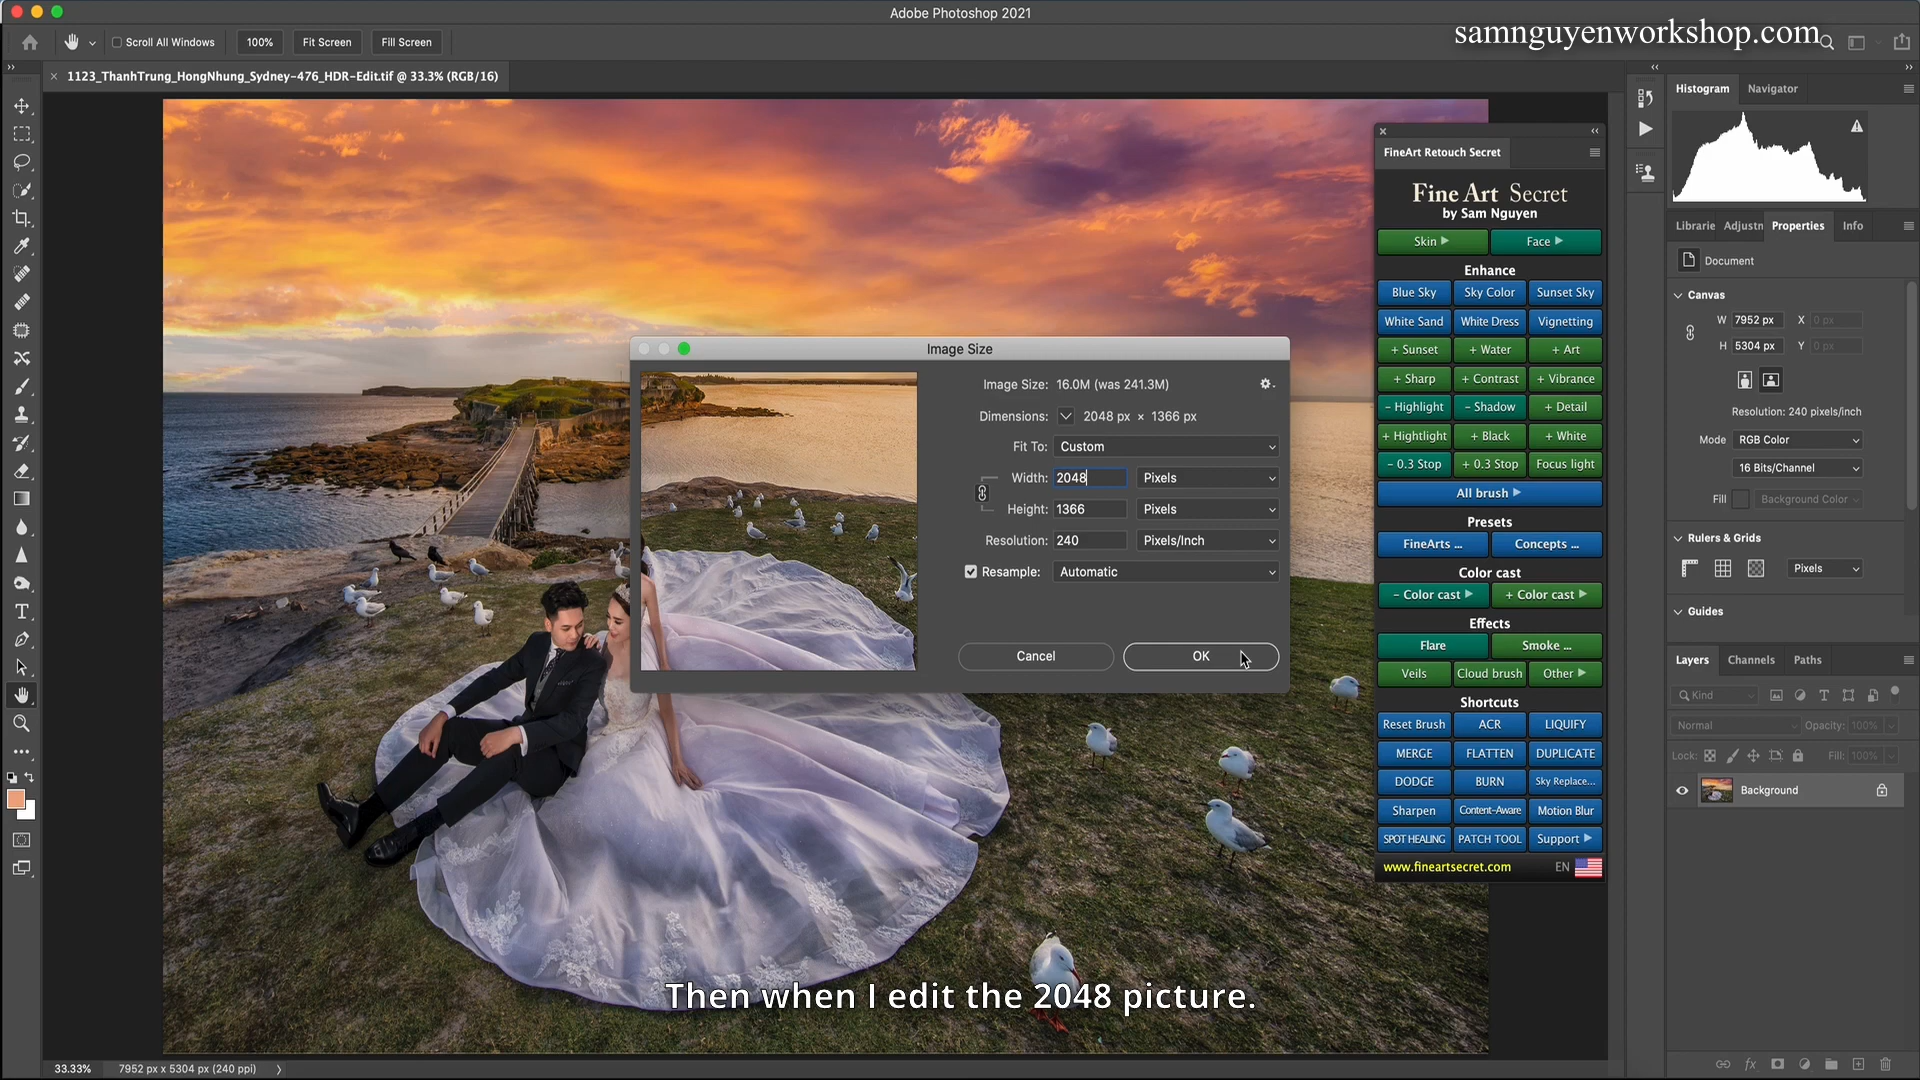 Adobe Photoshop 2021
samnguyenworkshop.com
Scroll All Windows 100% Fit Screen Fill Screen
1123_ThanhTrung_HongNhung_Sydney-476_HDR-Edit.tif @ 33.3% (RGB/16)
Histogram Navigator
FineArt Retouch Secret
Fine Art Secret
by Sam Nguyen
Skin Face
Enhance
Blue Sky Sky Color Sunset Sky
White Sand White Dress Vignetting
+ Sunset + Water + Art
+ Sharp + Contrast + Vibrance
- Highlight - Shadow + Detail
+ Hightlight + Black + White
- 0.3 Stop + 0.3 Stop Focus light
All brush
Presets
FineArts ... Concepts ...
Color cast
- Color cast + Color cast
Effects
Flare Smoke ...
Veils Cloud brush Other
Shortcuts
Reset Brush ACR LIQUIFY
MERGE FLATTEN DUPLICATE
DODGE BURN Sky Replace...
Sharpen Content-Aware Motion Blur
SPOT HEALING PATCH TOOL Support
www.fineartsecret.com EN
Image Size
Image Size: 16.0M (was 241.3M)
Dimensions: 2048 px × 1366 px
Fit To: Custom
Width: 2048 Pixels
Height: 1366 Pixels
Resolution: 240 Pixels/Inch
Resample: Automatic
Cancel OK
Librarie Adjustn Properties Info
Document
Canvas
W 7952 px X 0 px
H 5304 px Y 0 px
Resolution: 240 pixels/inch
Mode RGB Color
16 Bits/Channel
Fill Background Color
Rulers & Grids
Pixels
Guides
Layers Channels Paths
Kind
Normal Opacity: 100%
Lock: Fill: 100%
Background
Then when I edit the 2048 picture.
33.33% 7952 px x 5304 px (240 ppi)